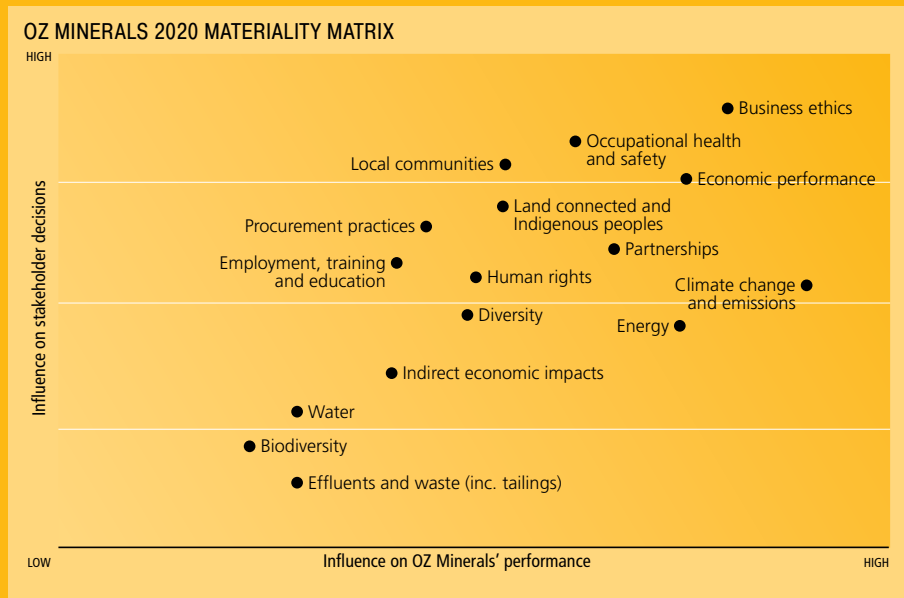 OZ MINERALS 2020 MATERIALITY MATRIX
HIGH
Business ethics
Occupational health
and safety
Local communities
Economic performance
Land connected and
Indigenous peoples
Procurement practices
Partnerships
Employment, training
and education
Human rights
Climate change
and emissions
Diversity
Energy
Indirect economic impacts
Water
Biodiversity
Effluents and waste (inc. tailings)
Influence on stakeholder decisions
LOW
Influence on OZ Minerals' performance
HIGH